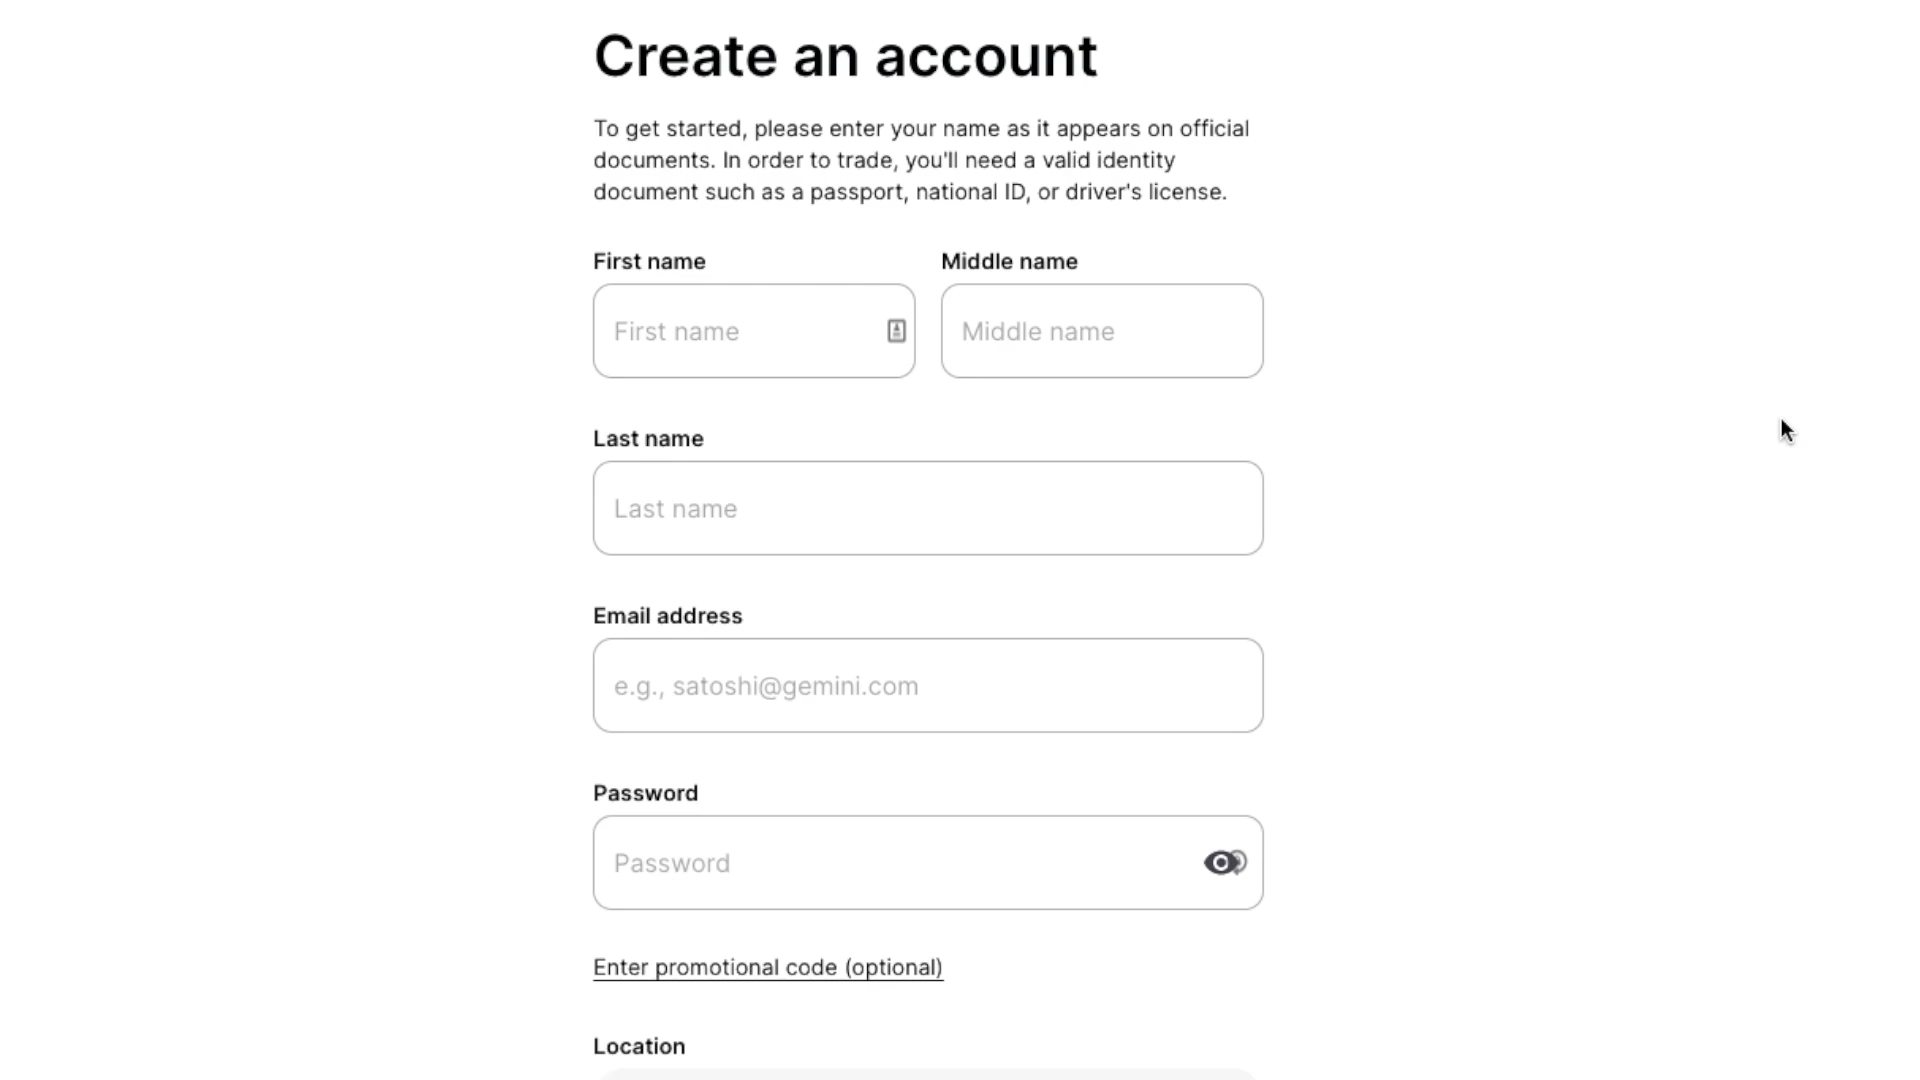 Create an account
To get started, please enter your name as it appears on official
documents. In order to trade, you'll need a valid identity
document such as a passport, national ID, or driver's license.
First name
Middle name
First name
Middle name
Last name
Last name
Email address
e.g., satoshi@gemini.com
Password
Password
Enter promotional code (optional)
Location